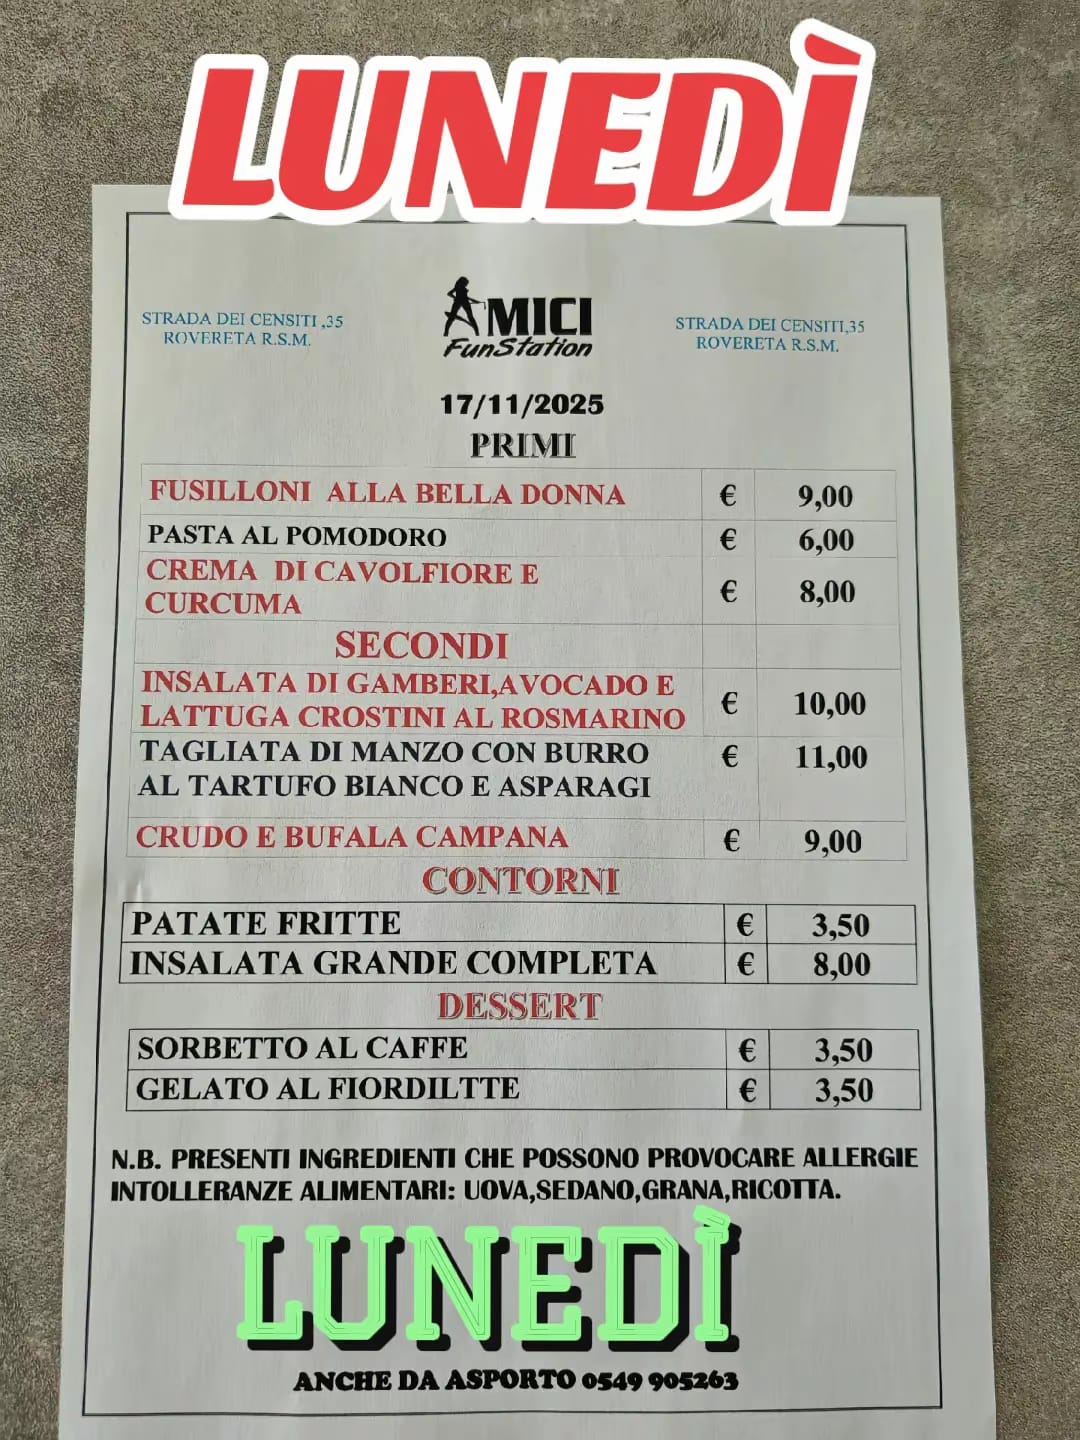 LUNEDÌ
STRADA DEI CENSITI ,35
ROVERETA R.S.M.
AMICI
FunStation
STRADA DEI CENSITI,35
ROVERETA R.S.M.
17/11/2025
PRIMI
FUSILLONI ALLA BELLA DONNA € 9,00
PASTA AL POMODORO € 6,00
CREMA DI CAVOLFIORE E
CURCUMA € 8,00
SECONDI
INSALATA DI GAMBERI,AVOCADO E
LATTUGA CROSTINI AL ROSMARINO € 10,00
TAGLIATA DI MANZO CON BURRO € 11,00
AL TARTUFO BIANCO E ASPARAGI
CRUDO E BUFALA CAMPANA € 9,00
CONTORNI
PATATE FRITTE € 3,50
INSALATA GRANDE COMPLETA € 8,00
DESSERT
SORBETTO AL CAFFE € 3,50
GELATO AL FIORDILTTE € 3,50
N.B. PRESENTI INGREDIENTI CHE POSSONO PROVOCARE ALLERGIE
INTOLLERANZE ALIMENTARI: UOVA,SEDANO,GRANA,RICOTTA.
LUNEDÌ
ANCHE DA ASPORTO 0549 905263